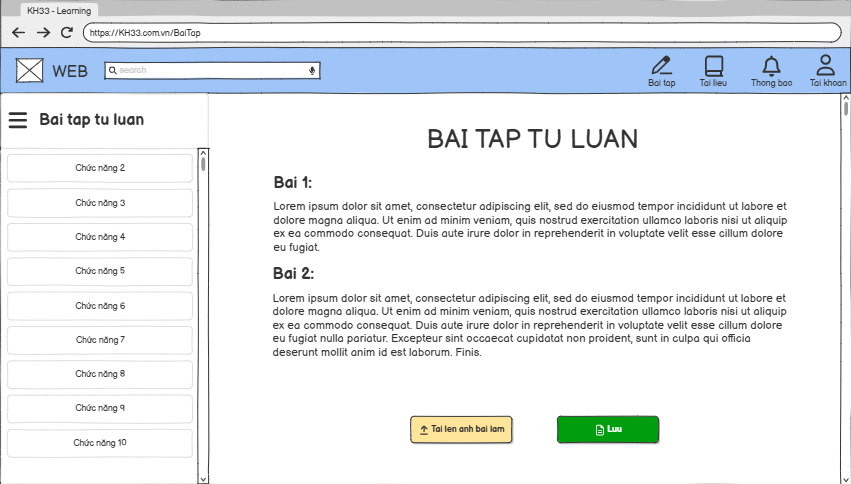 KH33 - Learning
https://KH33.com.vn/BaiTap
WEB
search
Bai tap
Tai lieu
Thong bao
Tai khoan
Bai tap tu luan
Chức năng 2
Chức năng 3
Chức năng 4
Chức năng 5
Chức năng 6
Chức năng 7
Chức năng 8
Chức năng 9
Chức năng 10
BAI TAP TU LUAN
Bai 1:
Lorem ipsum dolor sit amet, consectetur adipiscing elit, sed do eiusmod tempor incididunt ut labore et
dolore magna aliqua. Ut enim ad minim veniam, quis nostrud exercitation ullamco laboris nisi ut aliquip
ex ea commodo consequat. Duis aute irure dolor in reprehenderit in voluptate velit esse cillum dolore
eu fugiat.
Bai 2:
Lorem ipsum dolor sit amet, consectetur adipiscing elit, sed do eiusmod tempor incididunt ut labore et
dolore magna aliqua. Ut enim ad minim veniam, quis nostrud exercitation ullamco laboris nisi ut aliquip
ex ea commodo consequat. Duis aute irure dolor in reprehenderit in voluptate velit esse cillum dolore
eu fugiat nulla pariatur. Excepteur sint occaecat cupidatat non proident, sunt in culpa qui officia
deserunt mollit anim id est laborum. Finis.
Tai len anh bai lam
Luu